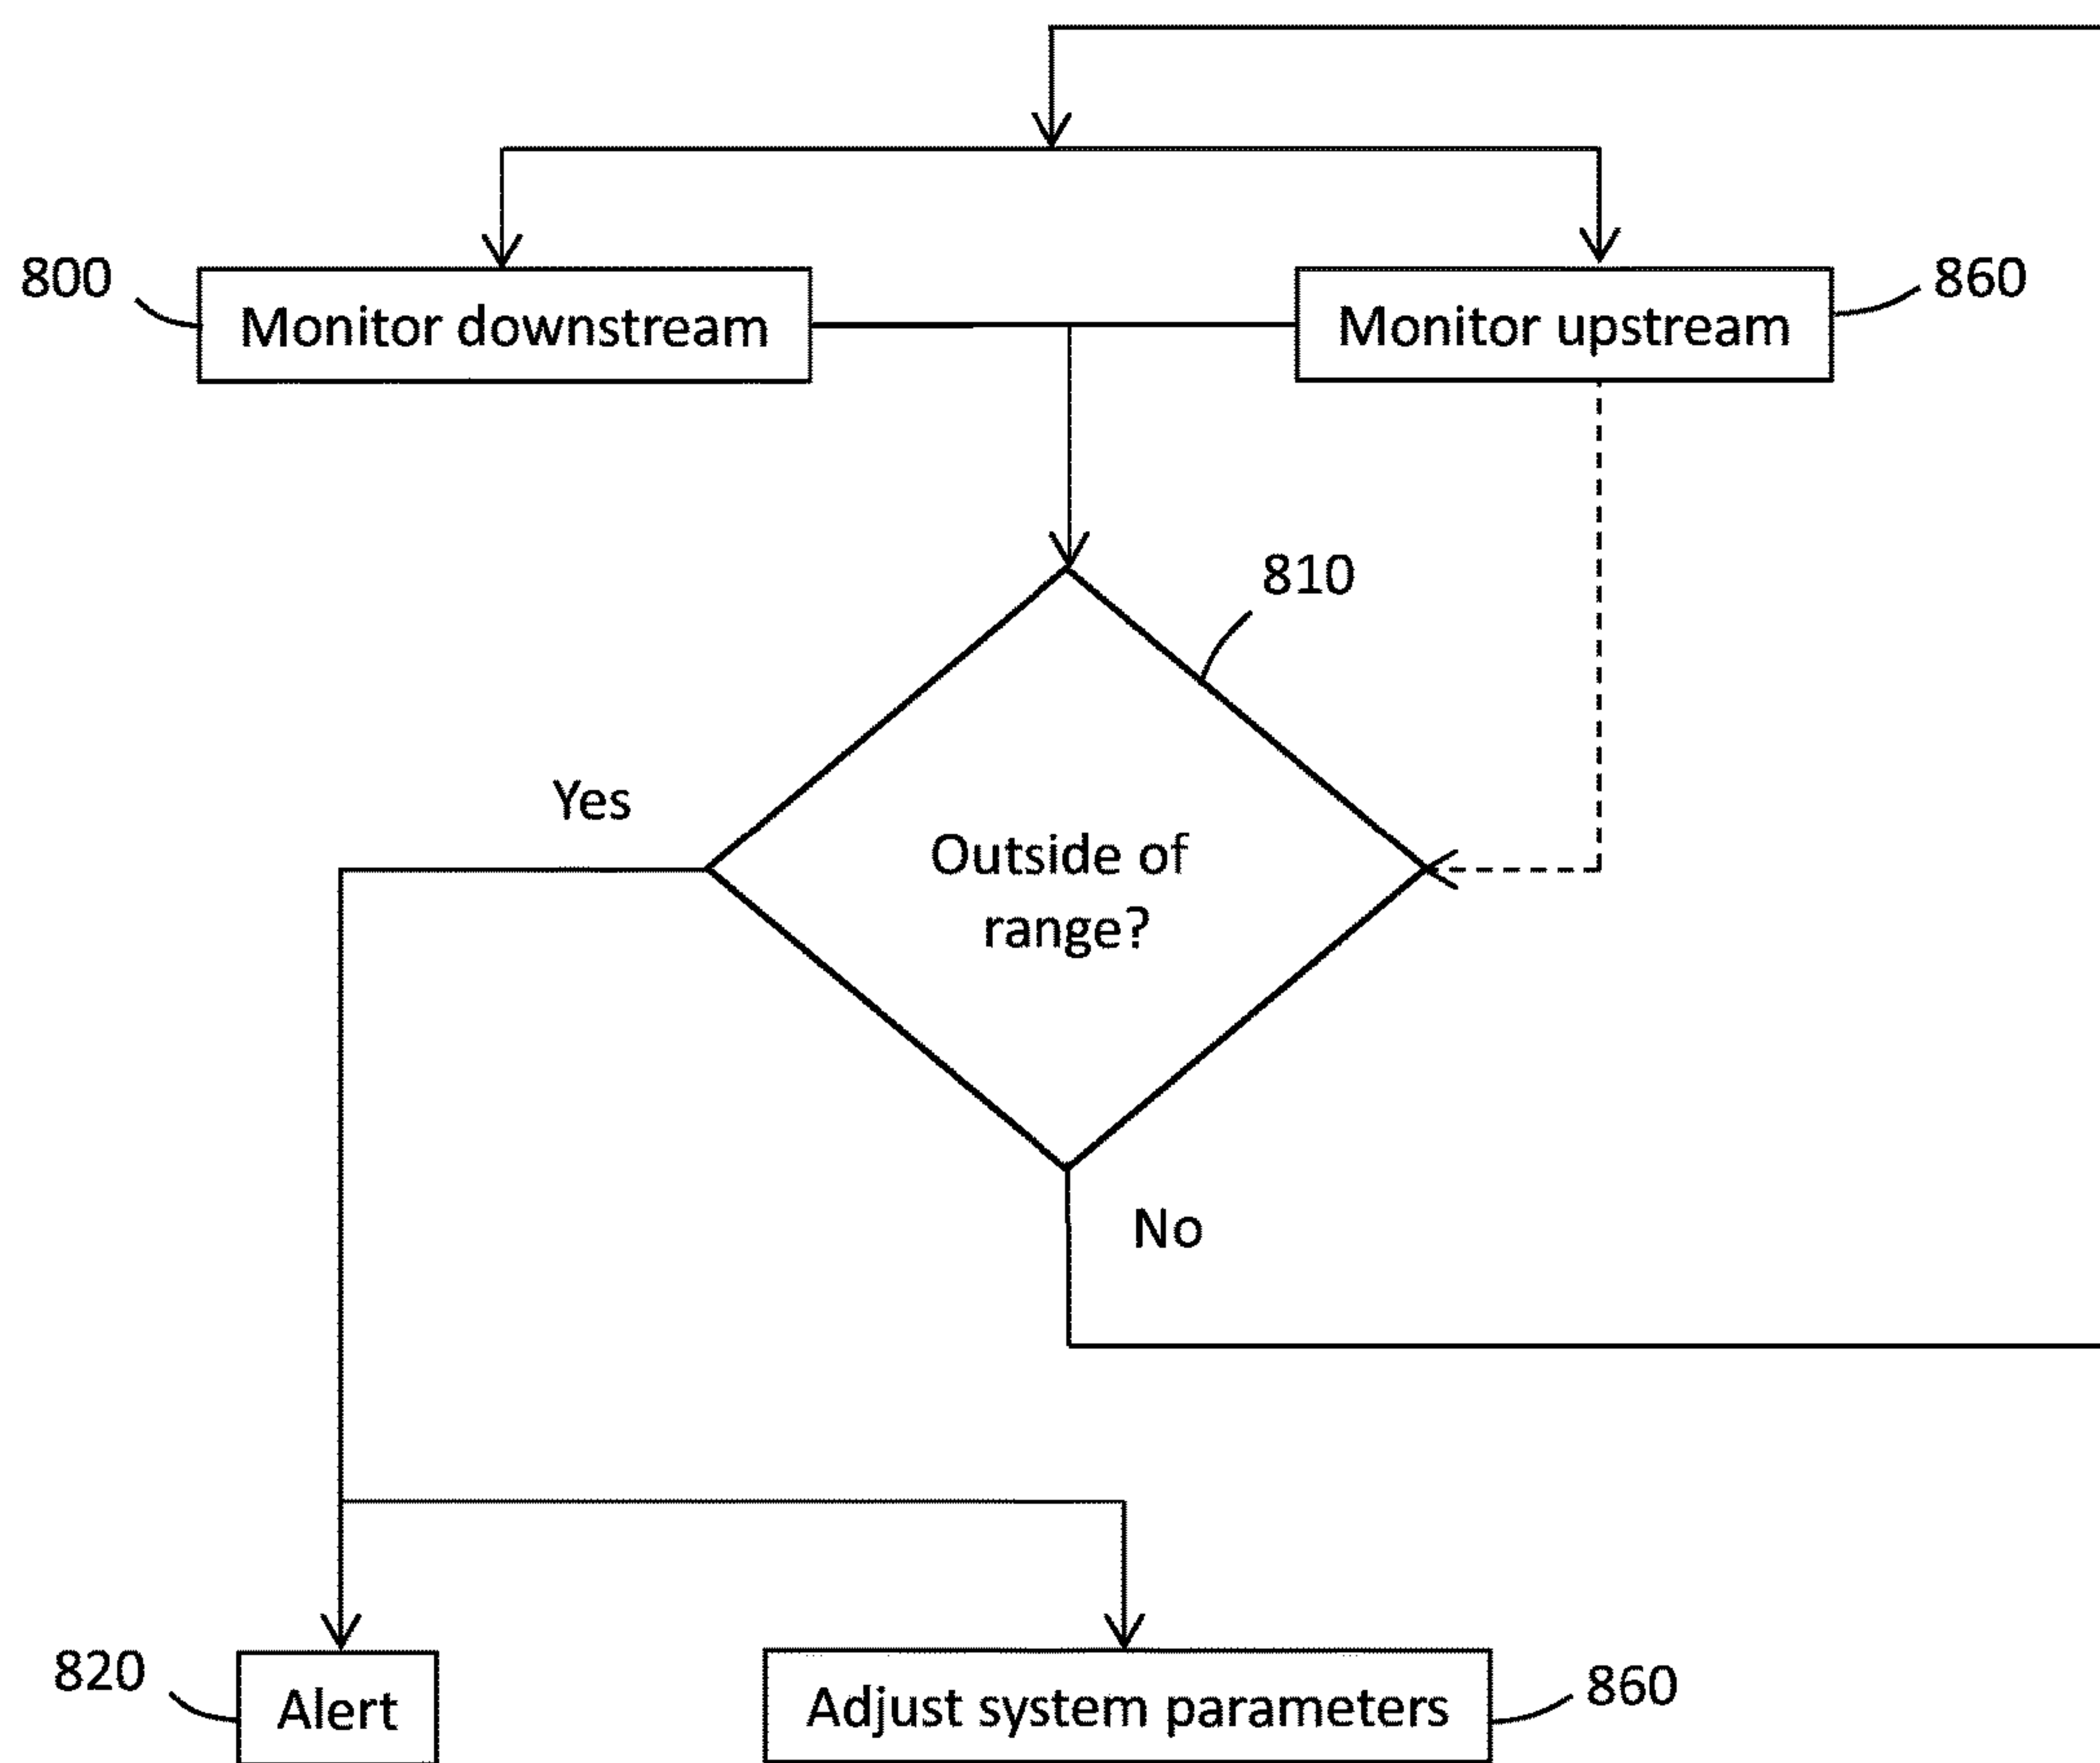 800
Monitor downstream
Monitor upstream
860
810
Yes
Outside of
range?
No
820
Alert
Adjust system parameters
860